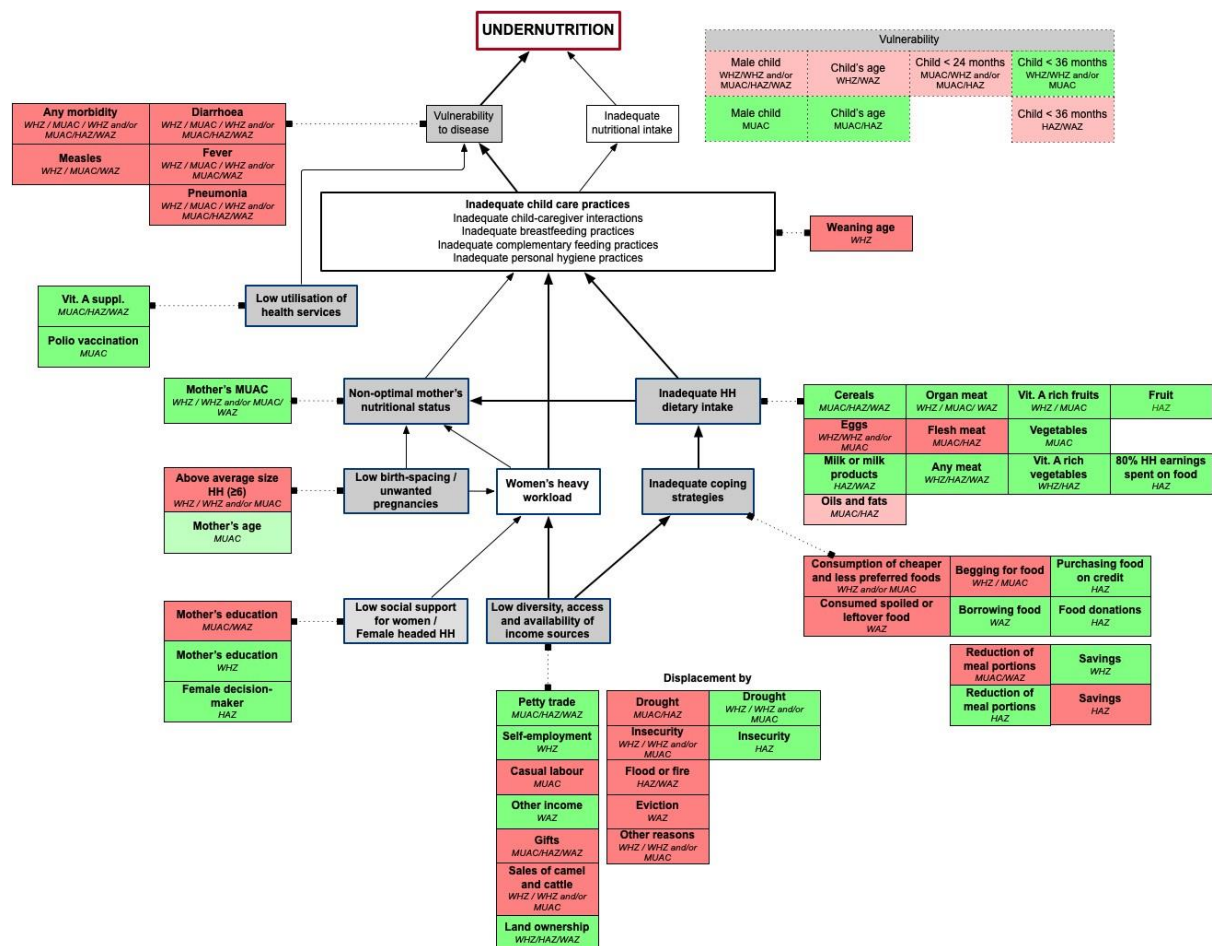 UNDERNUTRITION
Vulnerability
Male child
WHZ/WHZ and/or
MUAC/HAZ/WAZ
Child's age
WHZ/WAZ
Child < 24 months
MUAC/WHZ and/or
MUAC/HAZ
Child < 36 months
WHZ/WHZ and/or
MUAC
Male child
MUAC
Child's age
MUAC/HAZ
Child < 36 months
HAZ/WAZ
Any morbidity
WHZ / MUAC / WHZ and/or
MUAC/HAZ/WAZ
Diarrhoea
WHZ / MUAC / WHZ and/or
MUAC/HAZ/WAZ
Measles
WHZ / MUAC/WAZ
Fever
WHZ / MUAC / WHZ and/or
MUAC/WAZ
Pneumonia
WHZ / MUAC / WHZ and/or
MUAC/HAZ/WAZ
Vulnerability
to disease
Inadequate
nutritional intake
Inadequate child care practices
Inadequate child-caregiver interactions
Inadequate breastfeeding practices
Inadequate complementary feeding practices
Inadequate personal hygiene practices
Weaning age
WHZ
Vit. A suppl.
MUAC/HAZ/WAZ
Polio vaccination
MUAC
Low utilisation of
health services
Mother's MUAC
WHZ / WHZ and/or MUAC/
WAZ
Non-optimal mother's
nutritional status
Inadequate HH
dietary intake
Cereals
MUAC/HAZ/WAZ
Organ meat
WHZ / MUAC/ WAZ
Vit. A rich fruits
WHZ / MUAC
Fruit
HAZ
Eggs
WHZ/WHZ and/or
MUAC
Flesh meat
MUAC/HAZ
Vegetables
MUAC
Milk or milk
products
HAZ/WAZ
Any meat
WHZ/HAZ/WAZ
Vit. A rich
vegetables
WHZ/HAZ
80% HH earnings
spent on food
HAZ
Oils and fats
MUAC/HAZ
Above average size
HH (≥6)
WHZ / WHZ and/or MUAC
Mother's age
MUAC
Low birth-spacing /
unwanted
pregnancies
Women's heavy
workload
Inadequate coping
strategies
Consumption of cheaper
and less preferred foods
WHZ and/or MUAC
Begging for food
WHZ / MUAC
Purchasing food
on credit
HAZ
Consumed spoiled or
leftover food
WAZ
Borrowing food
WAZ
Food donations
HAZ
Reduction of
meal portions
MUAC/WAZ
Savings
WHZ
Reduction of
meal portions
HAZ
Savings
HAZ
Mother's education
MUAC/WAZ
Mother's education
WHZ
Female decision-
maker
HAZ
Low social support
for women /
Female headed HH
Low diversity, access
and availability of
income sources
Petty trade
MUAC/HAZ/WAZ
Self-employment
WHZ
Casual labour
MUAC
Other income
WAZ
Gifts
MUAC/HAZ/WAZ
Sales of camel
and cattle
WHZ / WHZ and/or
MUAC
Land ownership
WHZ/HAZ/WAZ
Displacement by
Drought
MUAC/HAZ
Drought
WHZ / WHZ and/or
MUAC
Insecurity
WHZ / WHZ and/or
MUAC
Insecurity
HAZ
Flood or fire
HAZ/WAZ
Eviction
WAZ
Other reasons
WHZ / WHZ and/or
MUAC